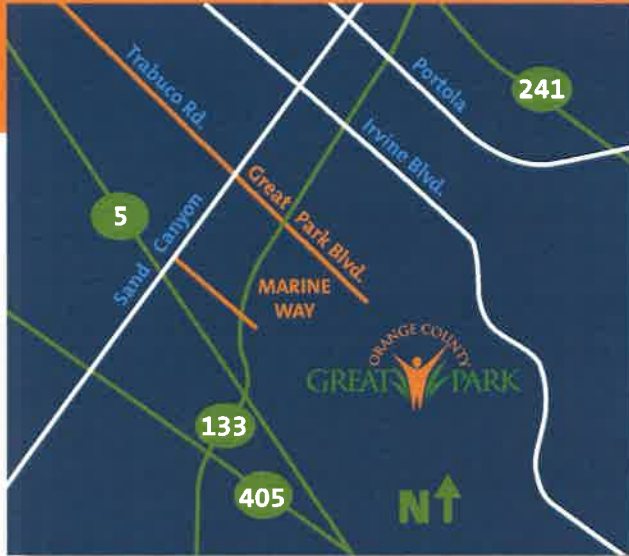 Trabuco Rd.
Portola
241
Irvine Blvd.
5
Sand Canyon
Great Park Blvd.
MARINE
WAY
ORANGE COUNTY
GREAT PARK
133
405
N